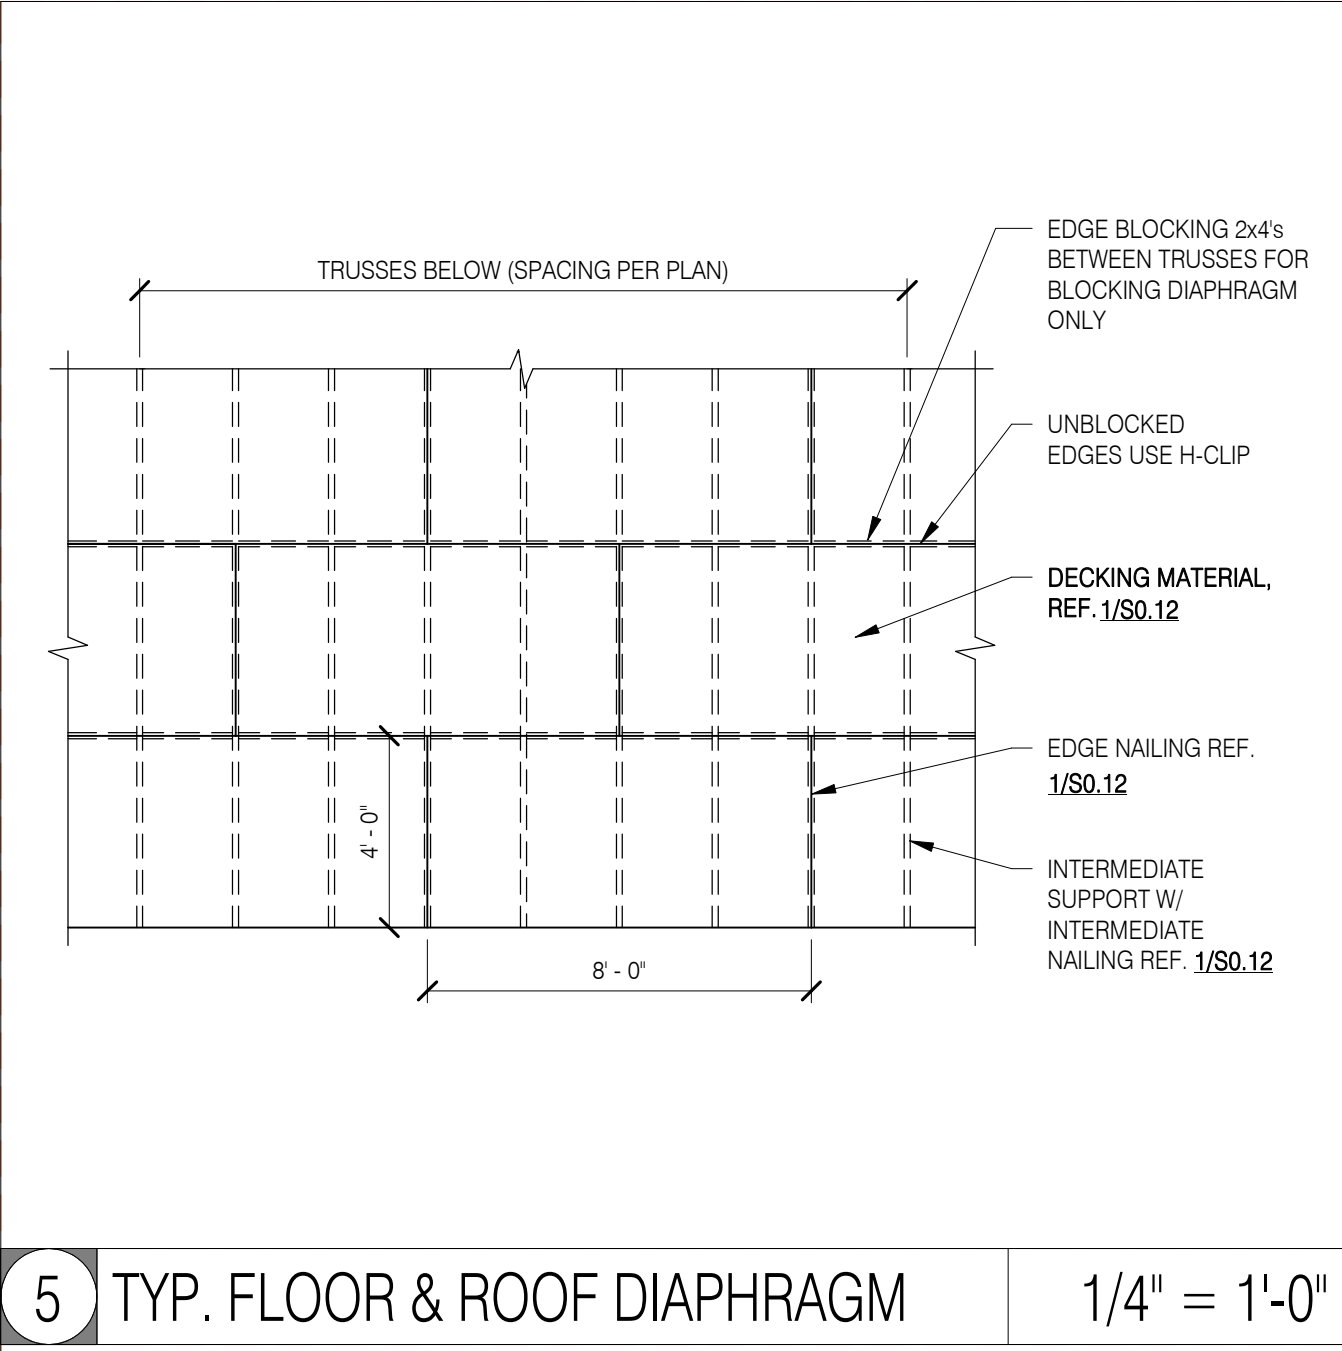 TRUSSES BELOW (SPACING PER PLAN)
EDGE BLOCKING 2x4's
BETWEEN TRUSSES FOR
BLOCKING DIAPHRAGM
ONLY
UNBLOCKED
EDGES USE H-CLIP
DECKING MATERIAL,
REF. 1/S0.12
EDGE NAILING REF.
1/S0.12
INTERMEDIATE
SUPPORT W/
INTERMEDIATE
NAILING REF. 1/S0.12
4' - 0"
8' - 0"
5 TYP. FLOOR & ROOF DIAPHRAGM 1/4" = 1'-0"